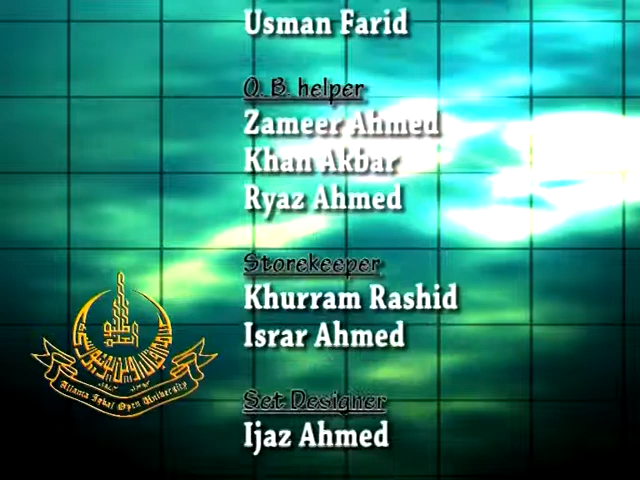 Usman Farid
Q. B. helper
Zameer Ahmed
Khan Akbar
Ryaz Ahmed
Storekeeper
Khurram Rashid
Israr Ahmed
Set Designer
Ijaz Ahmed
Allama Iqbal Open University